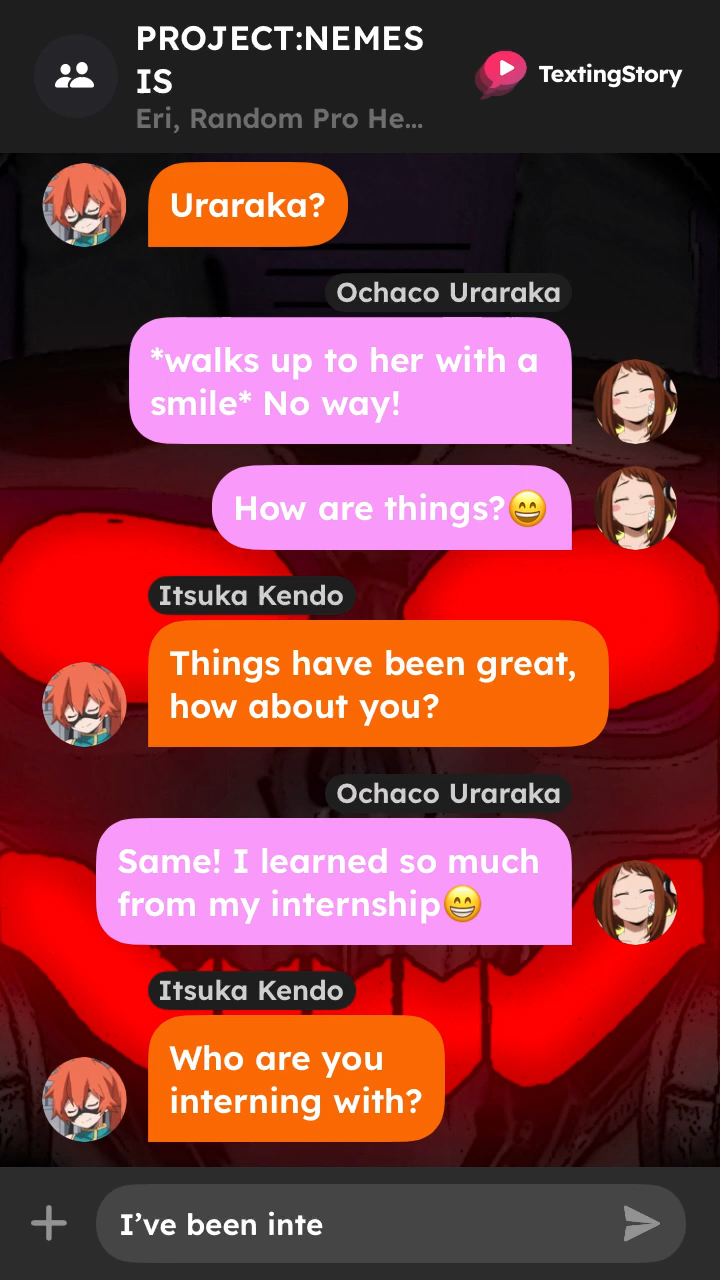 PROJECT:NEMES
IS
Eri, Random Pro He...
TextingStory
Uraraka?
Ochaco Uraraka
*walks up to her with a
smile* No way!
How are things?😄
Itsuka Kendo
Things have been great,
how about you?
Ochaco Uraraka
Same! I learned so much
from my internship😁
Itsuka Kendo
Who are you
interning with?
I’ve been inte